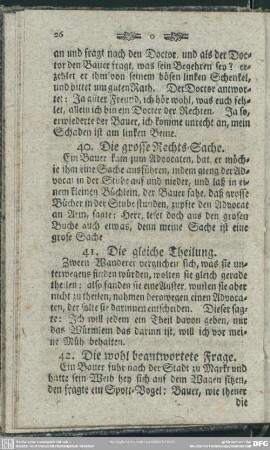 26
an und fragt nach den Doctor, und als der Doc-
tor den Bauer fragt, was sein Begehren sey? er-
zehlet er ihm von seinem bösen linken Schenkel,
und bittet um guten Rath. Der Doctor antwor-
tet: Ja guter Freund, ich hör wohl, was euch feh-
let, allein ich bin ein Doctor der Rechten. Ja so,
erwiederte der Bauer, ich komme unrecht an, mein
Schaden ist am linken Beine.
40. Die grosse Rechts-Sache.
Ein Bauer kam zum Advocaten, bat, er möch-
te ihm eine Sache ausführen, indem gieng der Ad-
vocat in der Stube auf und nieder, und laß in ei-
nem kleinen Büchlein, der Bauer sahe, daß grosse
Bücher in der Stube stunden, zupfte den Advocat
an Arm, sagte: Herr, leset doch aus den grossen
Buche auch etwas, denn meine Sache ist eine
grosse Sache
41. Die gleiche Theilung.
Zween Wanderer verglichen sich, was sie un-
terweges finden würden, wolten sie gleich gerade
theilen: also fanden sie eine Auster, wusten sie aber
nicht zu theilen, nahmen derowegen einen Advoca-
ten, der solte sie darinnen entscheiden. Dieser sag-
te: Ich will jedem ein Theil davon geben, nur
das Würmlein das darinn ist, will ich vor mei-
ne Müh behalten.
42. Die wohl beantwortete Frage.
Ein Bauer fuhr nach der Stadt zu Markt und
hatte sein Weib bey sich auf dem Wagen sitzen,
den fragte ein Spott-Vogel: Bauer, wie theuer
die